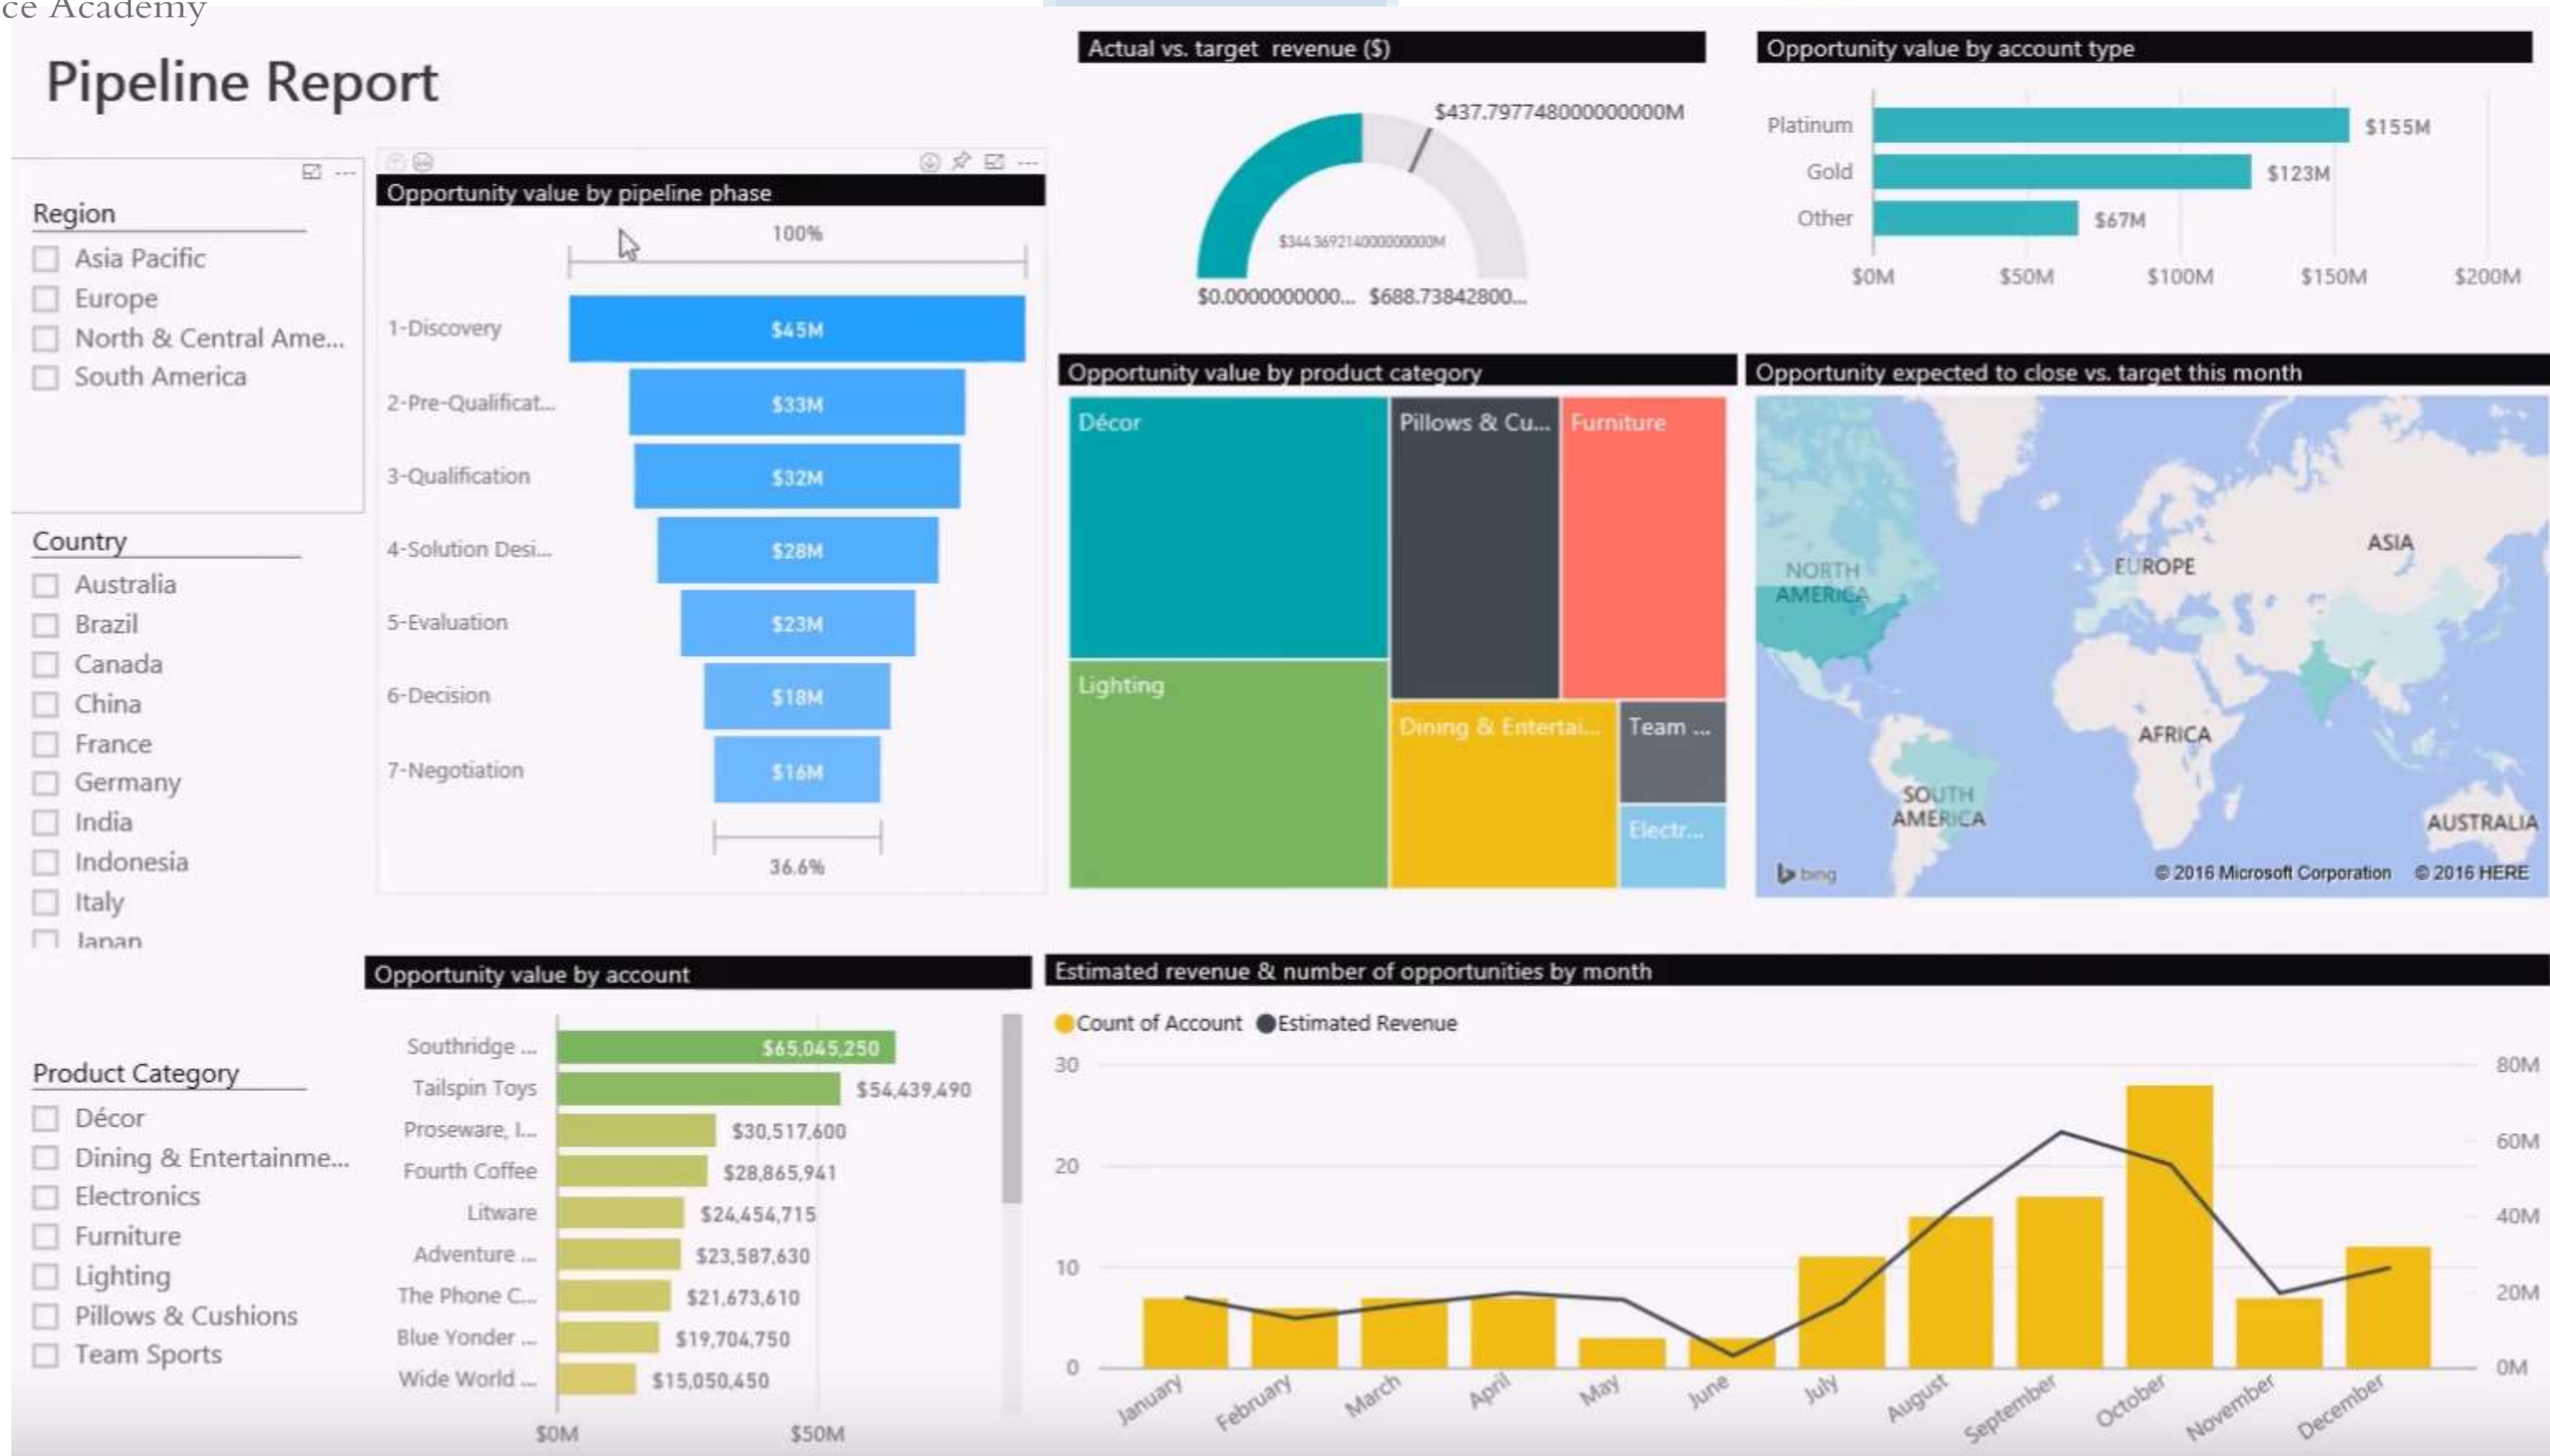 ce Academy
Pipeline Report
Region
Asia Pacific
Europe
North & Central Ame...
South America
Country
Australia
Brazil
Canada
China
France
Germany
India
Indonesia
Italy
Japan
Product Category
Décor
Dining & Entertainme...
Electronics
Furniture
Lighting
Pillows & Cushions
Team Sports
Opportunity value by pipeline phase
100%
1-Discovery $45M
2-Pre-Qualificat... $33M
3-Qualification $32M
4-Solution Desi... $28M
5-Evaluation $23M
6-Decision $18M
7-Negotiation $16M
36.6%
Actual vs. target revenue ($)
$437.797748000000000M
$344.369214000000000M
$0.0000000000... $688.73842800...
Opportunity value by account type
Platinum $155M
Gold $123M
Other $67M
$0M $50M $100M $150M $200M
Opportunity value by product category
Décor
Pillows & Cu...
Furniture
Lighting
Dining & Entertai...
Team ...
Electr...
Opportunity expected to close vs. target this month
NORTH
AMERICA
EUROPE
ASIA
AFRICA
SOUTH
AMERICA
AUSTRALIA
bing
© 2016 Microsoft Corporation © 2016 HERE
Opportunity value by account
Southridge ... $65,045,250
Tailspin Toys $54,439,490
Proseware, I... $30,517,600
Fourth Coffee $28,865,941
Litware $24,454,715
Adventure ... $23,587,630
The Phone C... $21,673,610
Blue Yonder ... $19,704,750
Wide World ... $15,050,450
$0M $50M
Estimated revenue & number of opportunities by month
Count of Account Estimated Revenue
30 80M
60M
20
40M
10
20M
0 0M
January February March April May June July August September October November December